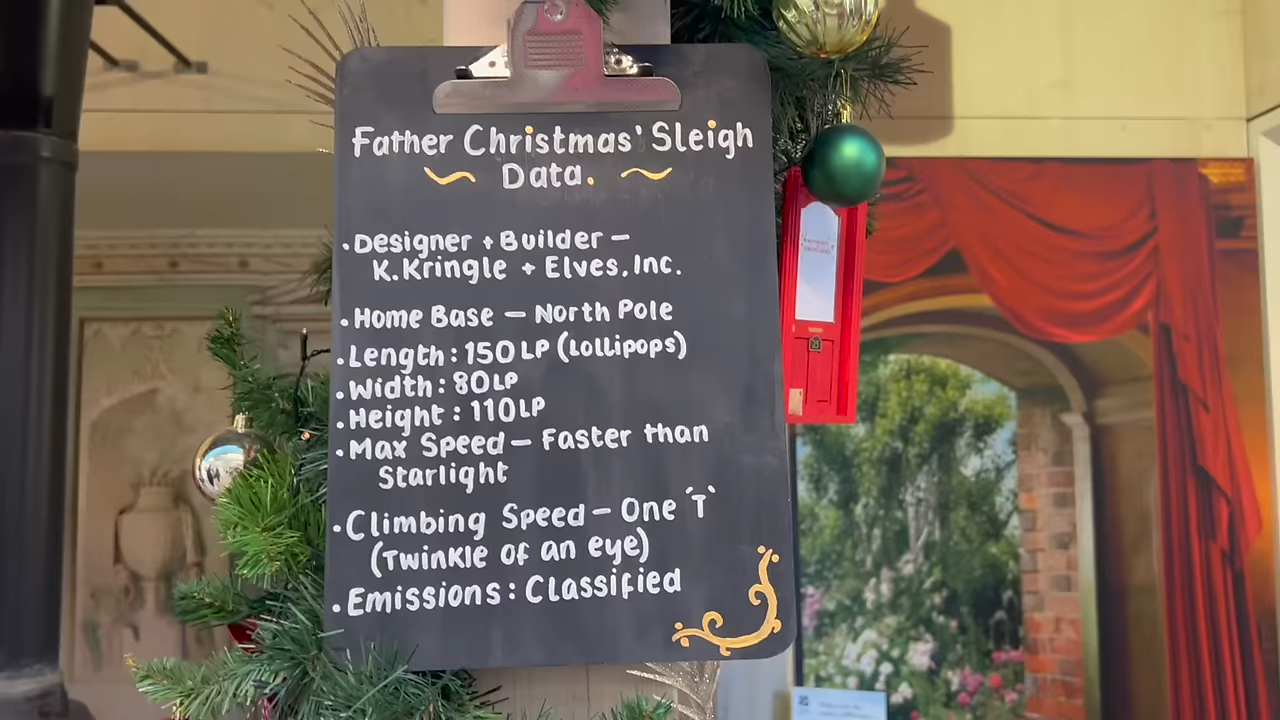 Father Christmas' Sleigh
Data.
• Designer + Builder –
K.Kringle + Elves, Inc.
• Home Base – North Pole
• Length: 150 LP (Lollipops)
• Width: 80 LP
• Height: 110 LP
• Max Speed – Faster than
Starlight
• Climbing Speed – One 'T'
(Twinkle of an eye)
• Emissions: Classified